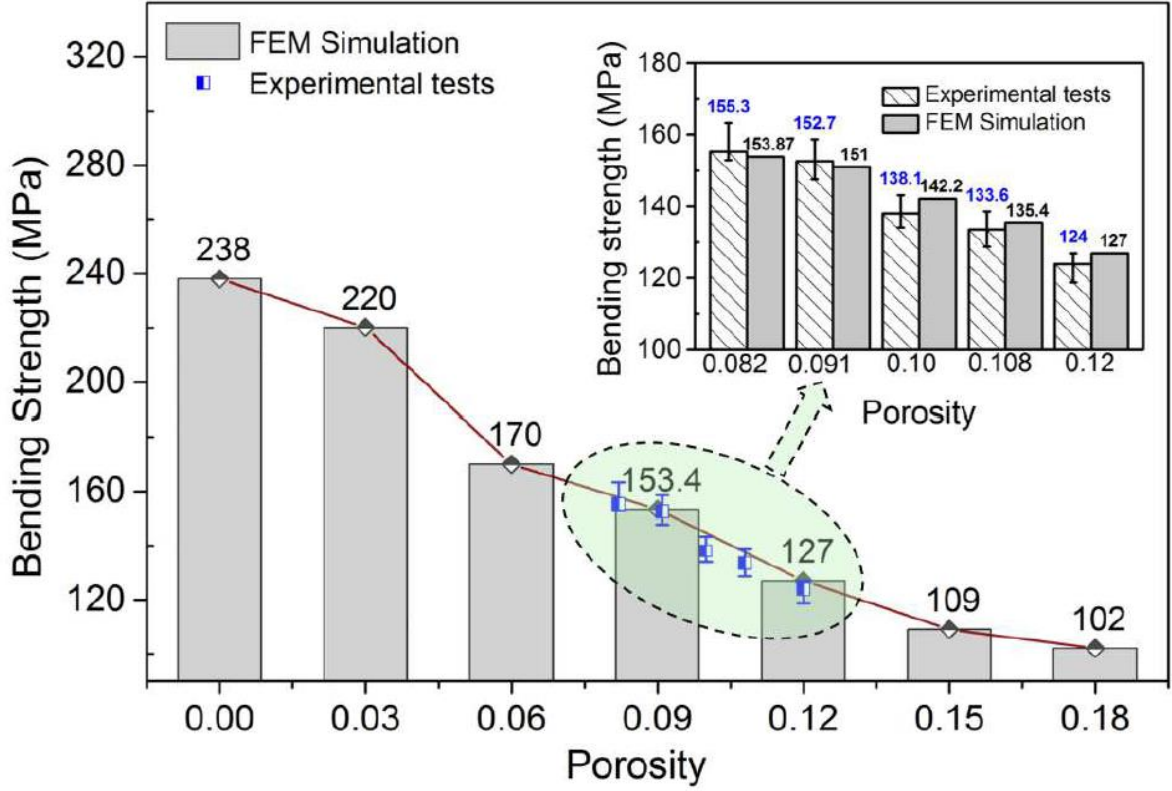 FEM Simulation
Experimental tests
Bending Strength (MPa)
320
280
240
200
160
120
238
220
170
153.4
127
109
102
0.00 0.03 0.06 0.09 0.12 0.15 0.18
Porosity
Bending strength (MPa)
180
160
140
120
100
Experimental tests
FEM Simulation
155.3
153.87
152.7
151
138.1
142.2
133.6
135.4
124
127
0.082 0.091 0.10 0.108 0.12
Porosity